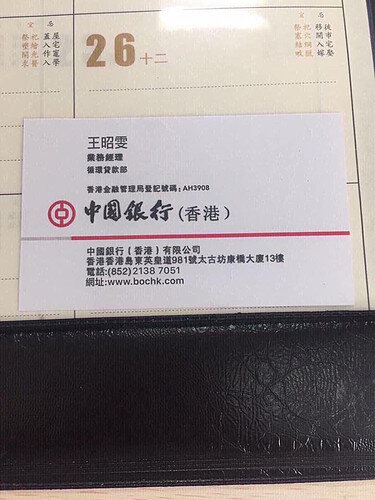 26 十二
王昭雯
業務經理
循環貸款部
香港金融管理局登記號碼:AH3908
中國銀行(香港)
中國銀行(香港)有限公司
香港香港島東英皇道981號太古坊康橋大廈13樓
電話:(852)2138 7051
網址:www.bochk.com